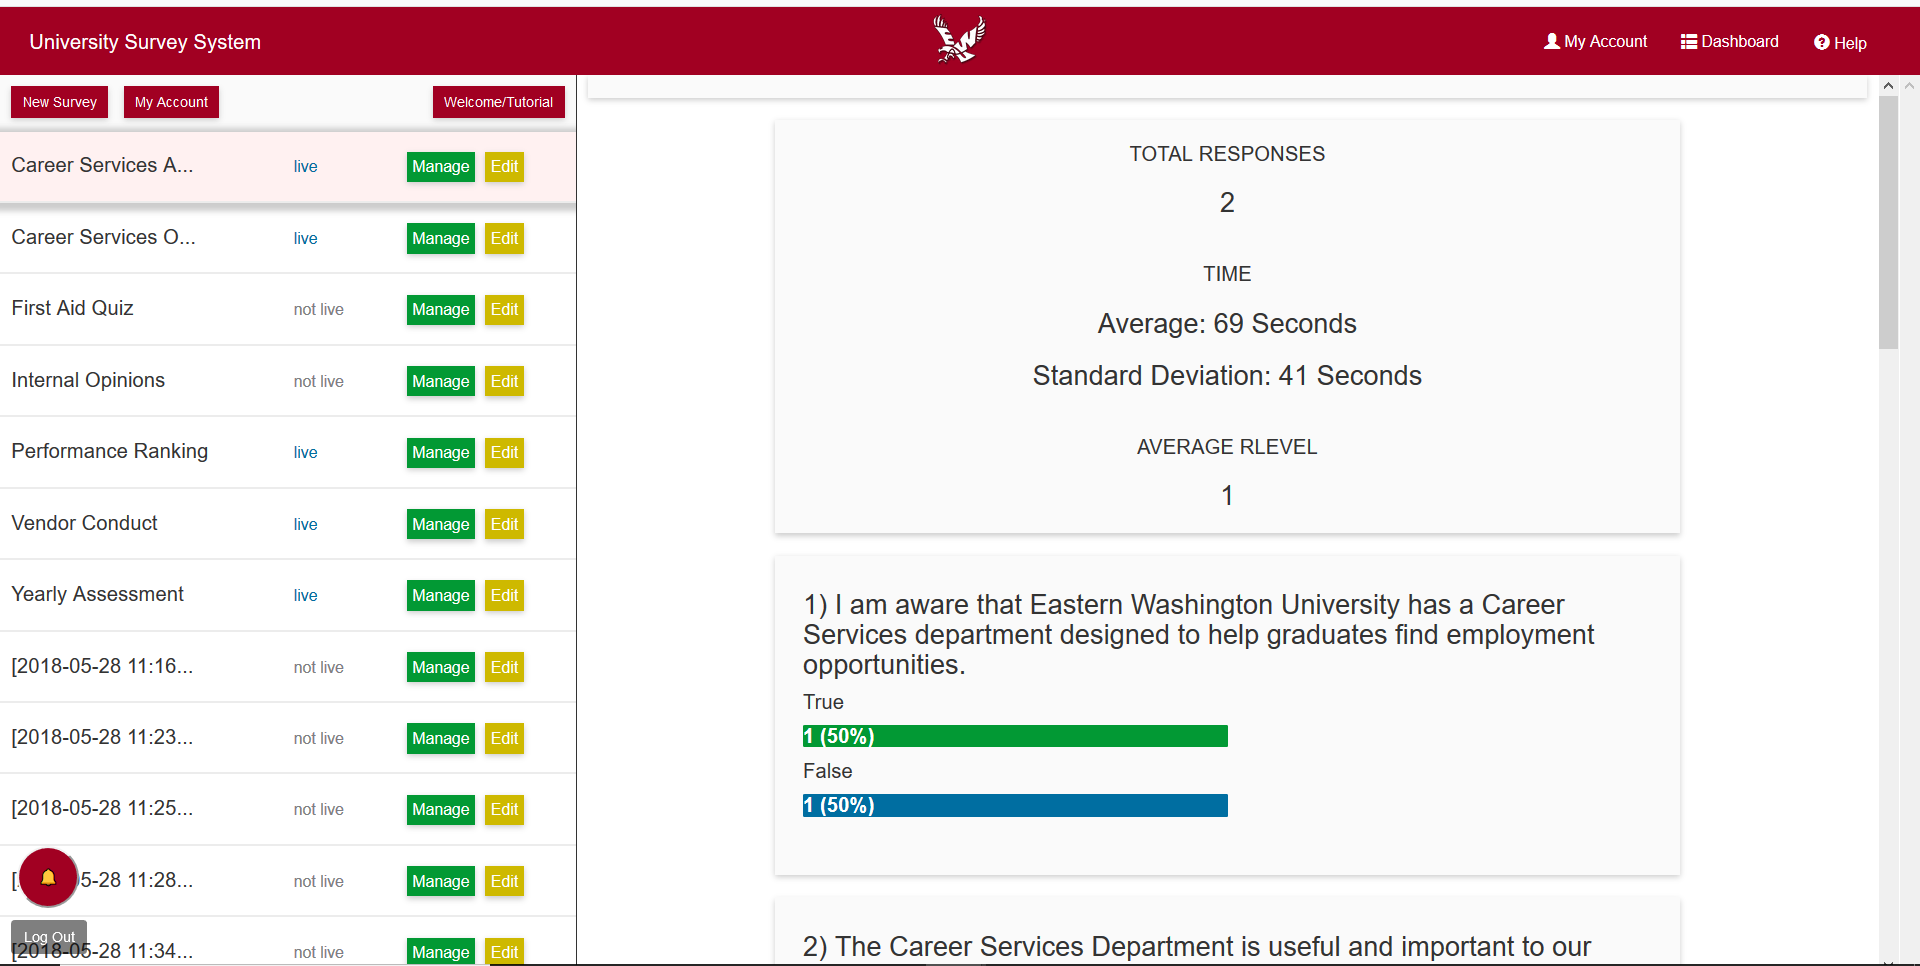 University Survey System
My Account
Dashboard
Help
New Survey
My Account
Welcome/Tutorial
Career Services A...
live
Manage
Edit
Career Services O...
live
Manage
Edit
First Aid Quiz
not live
Manage
Edit
Internal Opinions
not live
Manage
Edit
Performance Ranking
live
Manage
Edit
Vendor Conduct
live
Manage
Edit
Yearly Assessment
live
Manage
Edit
[2018-05-28 11:16...
not live
Manage
Edit
[2018-05-28 11:23...
not live
Manage
Edit
[2018-05-28 11:25...
not live
Manage
Edit
5-28 11:28...
not live
Manage
Edit
Log Out
[2018-05-28 11:34...
not live
Manage
Edit
TOTAL RESPONSES
2
TIME
Average: 69 Seconds
Standard Deviation: 41 Seconds
AVERAGE RLEVEL
1
1) I am aware that Eastern Washington University has a Career
Services department designed to help graduates find employment
opportunities.
True
1 (50%)
False
1 (50%)
2) The Career Services Department is useful and important to our